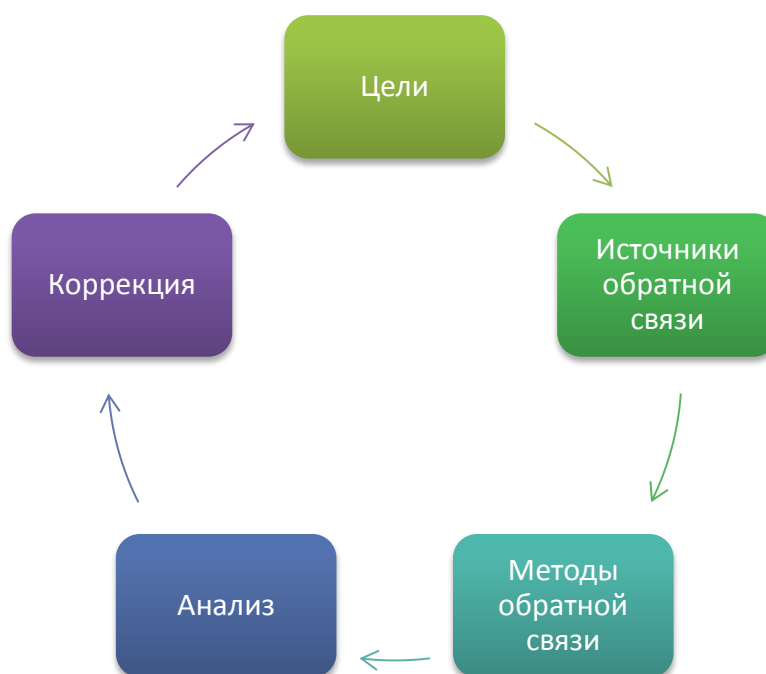 Цели
Источники
обратной
связи
Методы
обратной
связи
Анализ
Коррекция